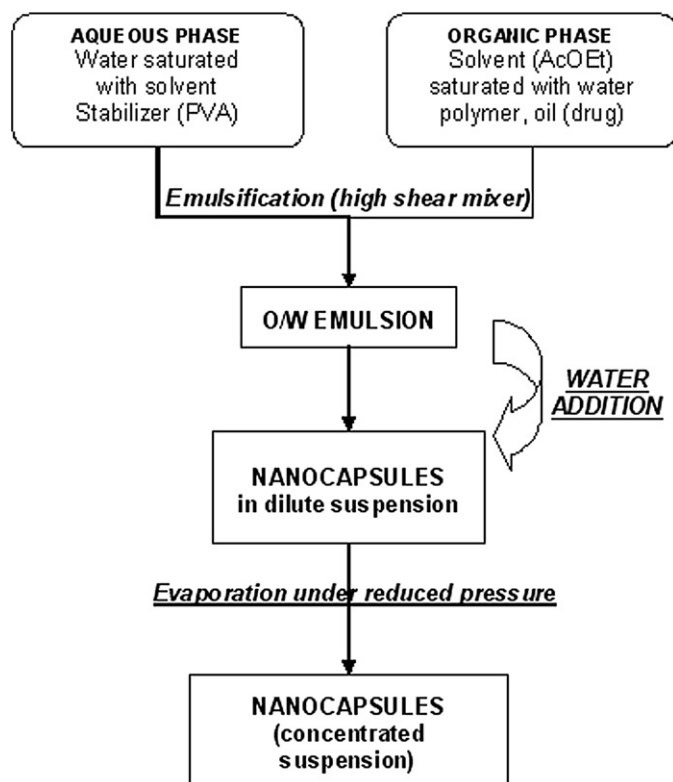 AQUEOUS PHASE
Water saturated
with solvent
Stabilizer (PVA)
ORGANIC PHASE
Solvent (AcOEt)
saturated with water
polymer, oil (drug)
Emulsification (high shear mixer)
O/W EMULSION
WATER
ADDITION
NANOCAPSULES
in dilute suspension
Evaporation under reduced pressure
NANOCAPSULES
(concentrated
suspension)